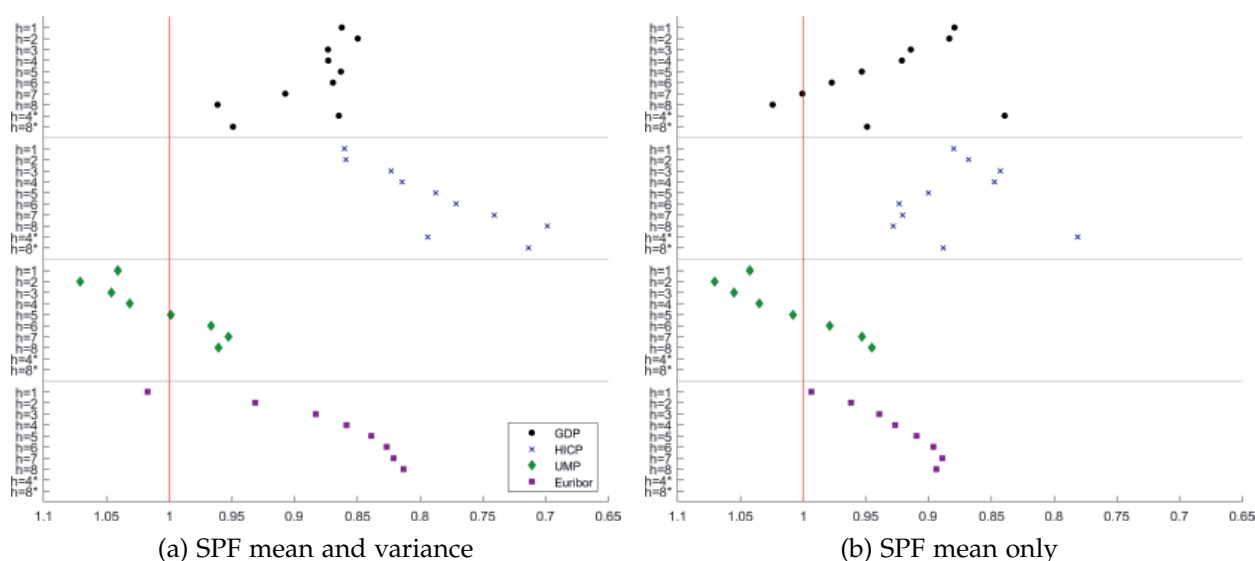 h=1
h=2
h=3
h=4
h=5
h=6
h=7
h=8
h=4*
h=8*
h=1
h=2
h=3
h=4
h=5
h=6
h=7
h=8
h=4*
h=8*
h=1
h=2
h=3
h=4
h=5
h=6
h=7
h=8
h=4*
h=8*
h=1
h=2
h=3
h=4
h=5
h=6
h=7
h=8
h=4*
h=8*
GDP
HICP
UMP
Euribor
1.1 1.05 1 0.95 0.9 0.85 0.8 0.75 0.7 0.65
(a) SPF mean and variance
h=1
h=2
h=3
h=4
h=5
h=6
h=7
h=8
h=4*
h=8*
h=1
h=2
h=3
h=4
h=5
h=6
h=7
h=8
h=4*
h=8*
h=1
h=2
h=3
h=4
h=5
h=6
h=7
h=8
h=4*
h=8*
h=1
h=2
h=3
h=4
h=5
h=6
h=7
h=8
h=4*
h=8*
1.1 1.05 1 0.95 0.9 0.85 0.8 0.75 0.7 0.65
(b) SPF mean only